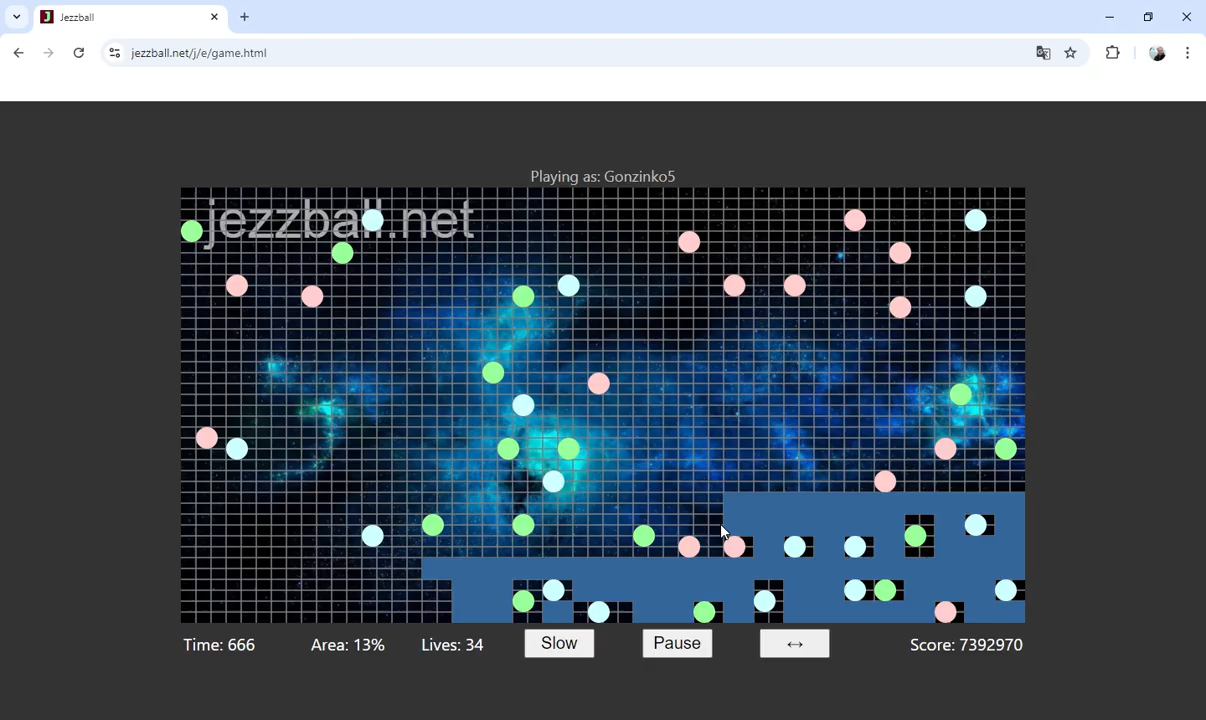 Jezzball
jezzball.net/j/e/game.html
Playing as: Gonzinko5
jezzball.net
Time: 666
Area: 13%
Lives: 34
Slow
Pause
↔
Score: 7392970